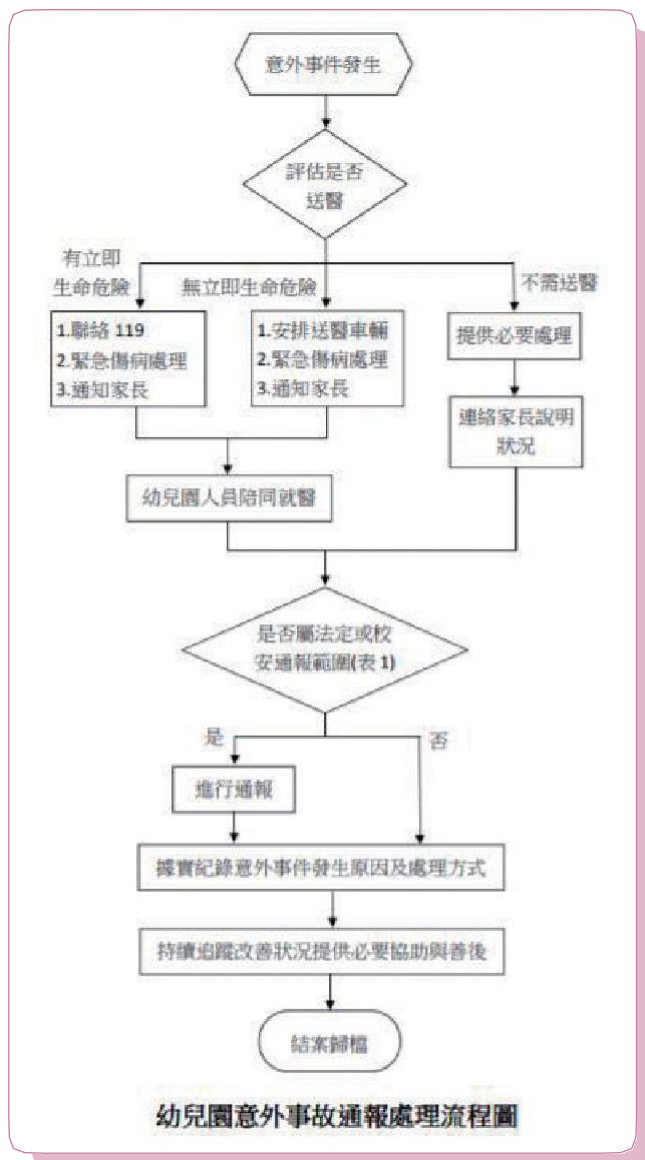 意外事件發生
評估是否
送醫
有立即
生命危險
無立即生命危險
不需送醫
1.聯絡 119
2.緊急傷病處理
3.通知家長
1.安排送醫車輛
2.緊急傷病處理
3.通知家長
提供必要處理
連絡家長說明
狀況
幼兒園人員陪同就醫
是否屬法定或校
安通報範圍(表 1)
是
否
進行通報
據實紀錄意外事件發生原因及處理方式
持續追蹤改善狀況提供必要協助與善後
結案歸檔
幼兒園意外事故通報處理流程圖